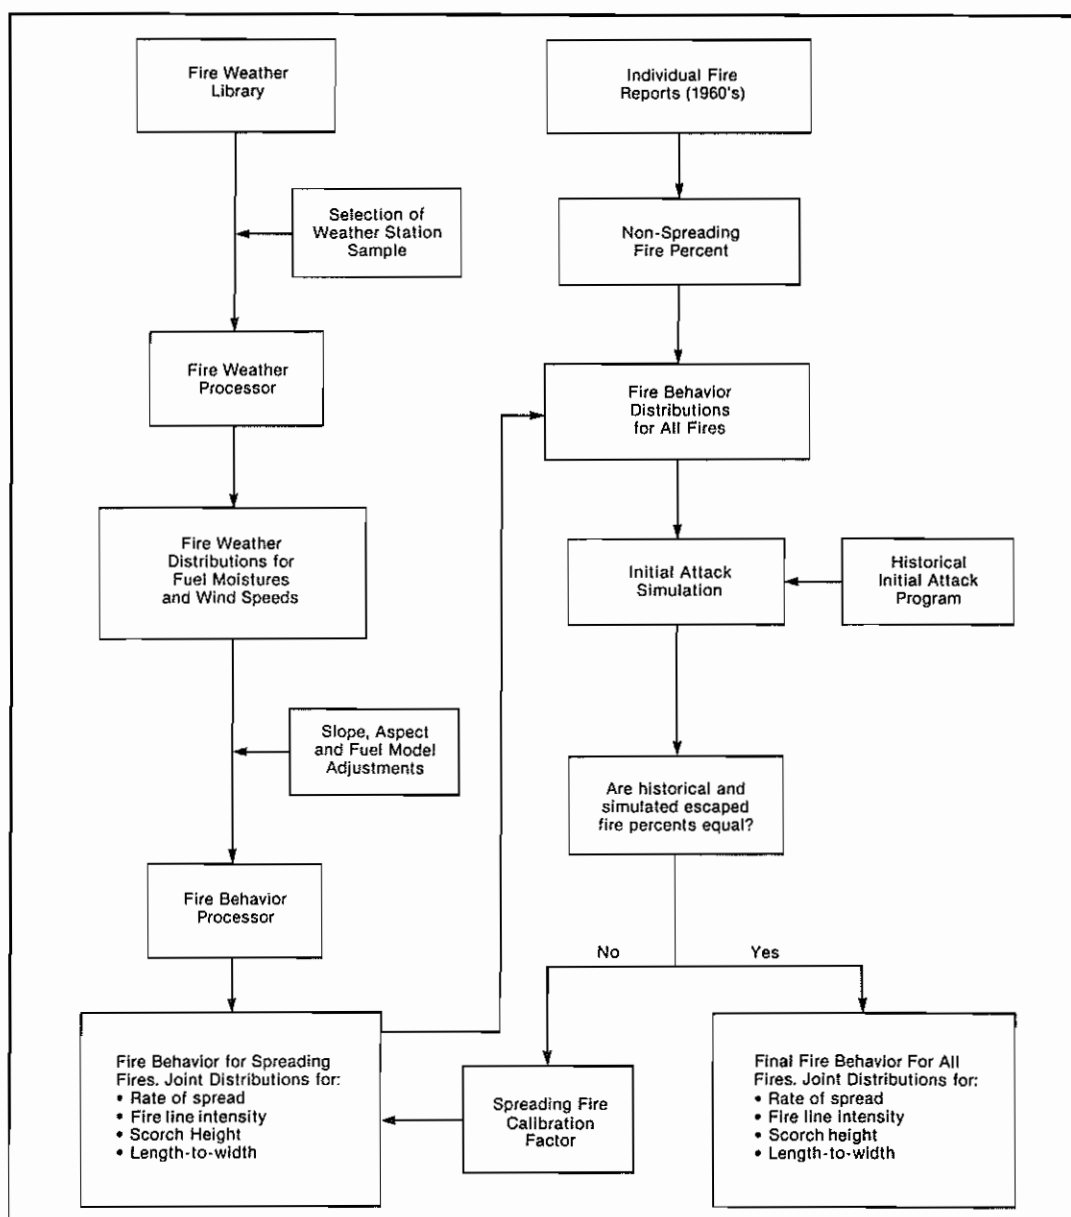 Fire Weather
Library
Individual Fire
Reports (1960's)
Selection of
Weather Station
Sample
Non-Spreading
Fire Percent
Fire Weather
Processor
Fire Behavior
Distributions
for All Fires
Fire Weather
Distributions for
Fuel Moistures
and Wind Speeds
Initial Attack
Simulation
Historical
Initial Attack
Program
Slope, Aspect
and Fuel Model
Adjustments
Are historical and
simulated escaped
fire percents equal?
Fire Behavior
Processor
No
Yes
Fire Behavior for Spreading
Fires. Joint Distributions for:
• Rate of spread
• Fire line intensity
• Scorch Height
• Length-to-width
Spreading Fire
Calibration
Factor
Final Fire Behavior For All
Fires. Joint Distributions for:
• Rate of spread
• Fire line intensity
• Scorch height
• Length-to-width